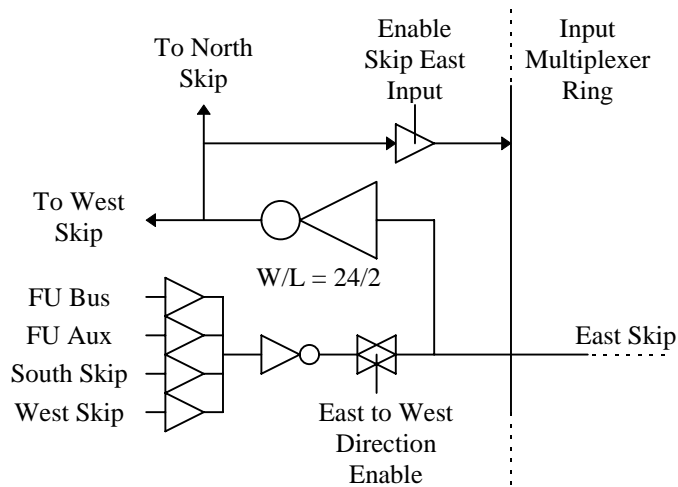 To North
Skip
Enable
Skip East
Input
Input
Multiplexer
Ring
To West
Skip
W/L = 24/2
FU Bus
FU Aux
South Skip
West Skip
East Skip
East to West
Direction
Enable